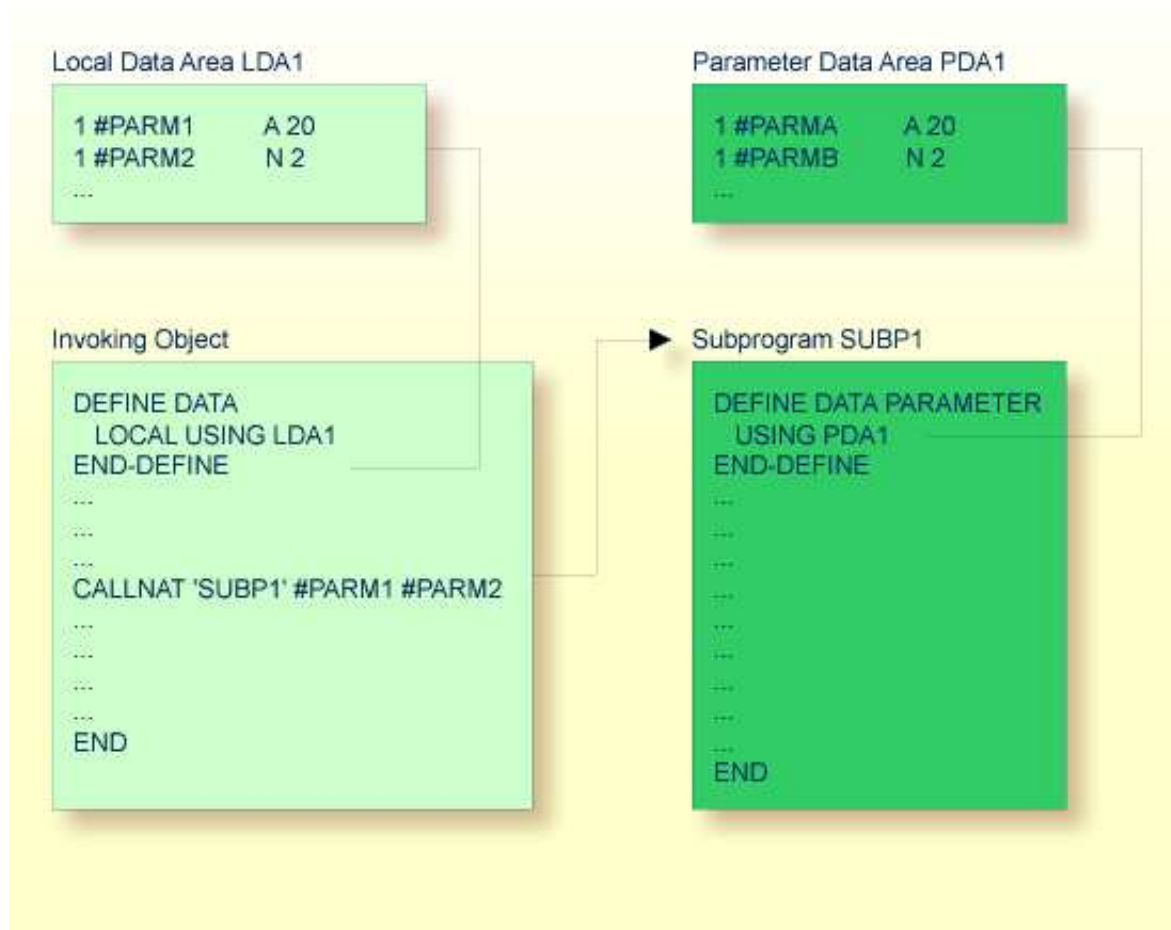 Local Data Area LDA1
1 #PARM1 A 20
1 #PARM2 N 2
...
Parameter Data Area PDA1
1 #PARMA A 20
1 #PARMB N 2
...
Invoking Object
DEFINE DATA
LOCAL USING LDA1
END-DEFINE
...
...
...
CALLNAT 'SUBP1' #PARM1 #PARM2
...
...
...
...
END
Subprogram SUBP1
DEFINE DATA PARAMETER
USING PDA1
END-DEFINE
...
...
...
...
...
...
...
...
...
END